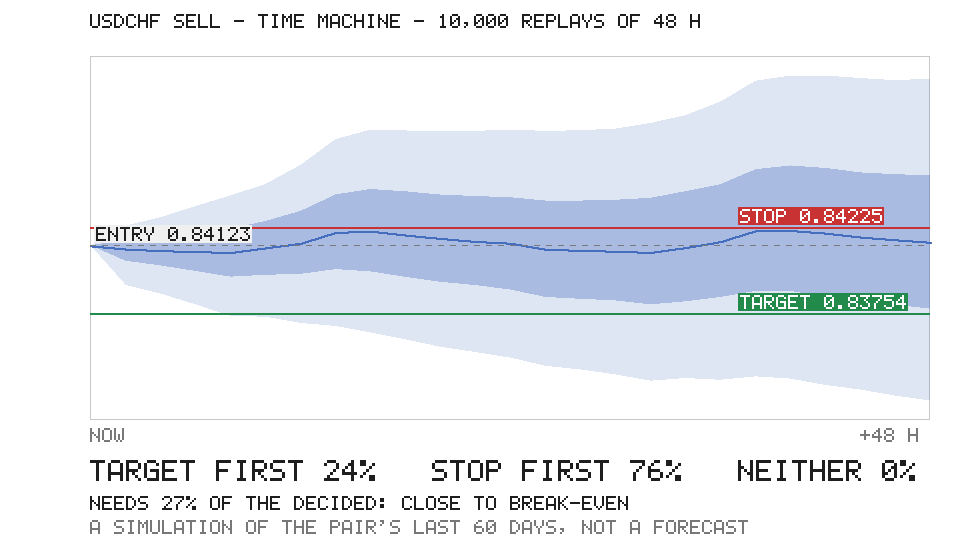 USDCHF SELL - TIME MACHINE - 10,000 REPLAYS OF 48 H
STOP 0.84225
ENTRY 0.84123
TARGET 0.83754
NOW +48 H
TARGET FIRST 24% STOP FIRST 76% NEITHER 0%
NEEDS 27% OF THE DECIDED: CLOSE TO BREAK-EVEN
A SIMULATION OF THE PAIR'S LAST 60 DAYS, NOT A FORECAST